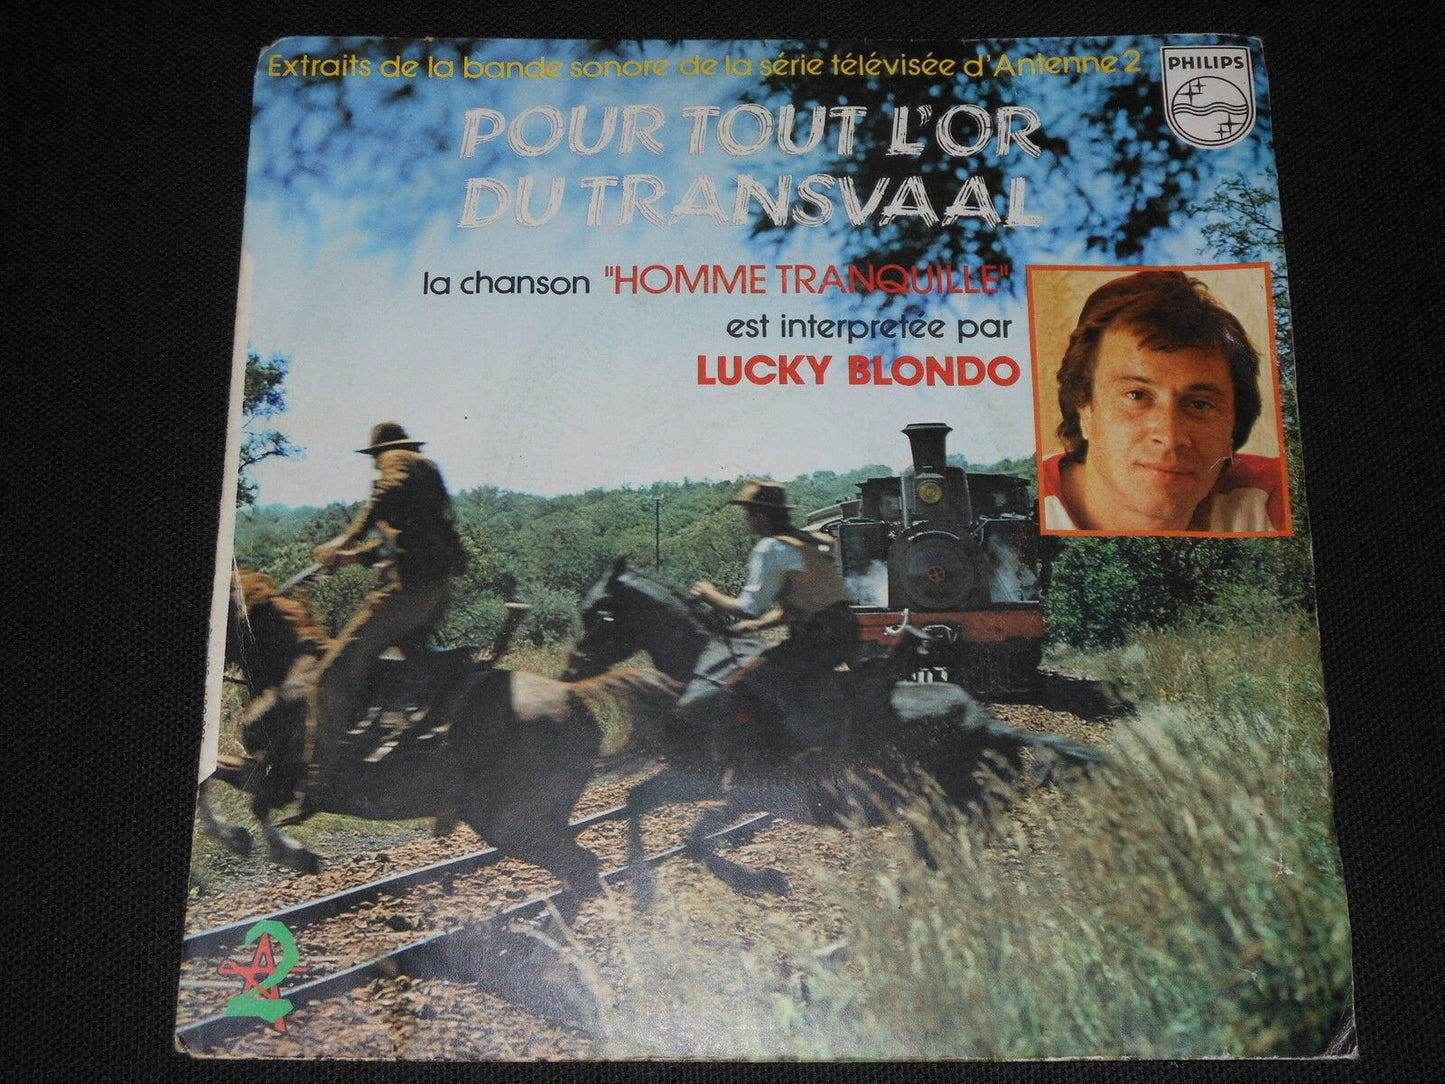 Extraits de la bande sonore de la série télévisée d'Antenne 2
PHILIPS
POUR TOUT L'OR
DU TRANSVAAL
la chanson "HOMME TRANQUILLE"
est interpretée par
LUCKY BLONDO
A2